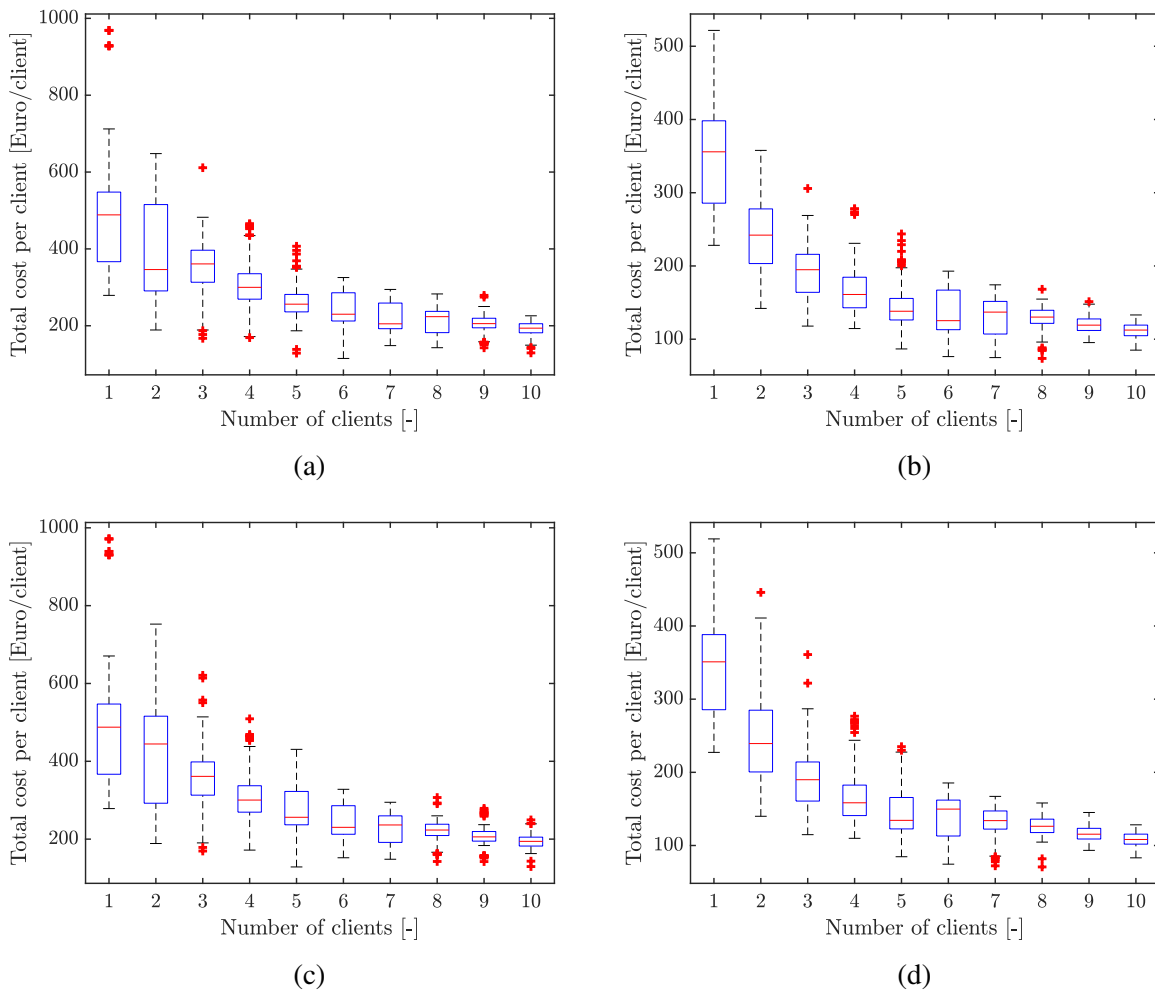 1000
800
600
400
200
Total cost per client [Euro/client]
1 2 3 4 5 6 7 8 9 10
Number of clients [-]
(a)
500
400
300
200
100
Total cost per client [Euro/client]
1 2 3 4 5 6 7 8 9 10
Number of clients [-]
(b)
1000
800
600
400
200
Total cost per client [Euro/client]
1 2 3 4 5 6 7 8 9 10
Number of clients [-]
(c)
500
400
300
200
100
Total cost per client [Euro/client]
1 2 3 4 5 6 7 8 9 10
Number of clients [-]
(d)